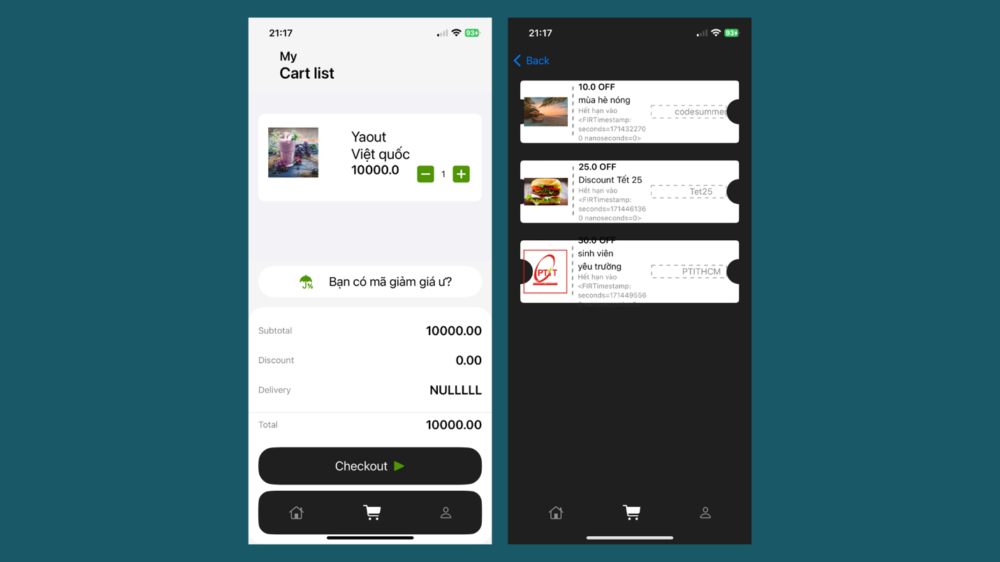 21:17
93
My
Cart list
Yaout
Việt quốc
10000.0
1
Bạn có mã giảm giá ư?
Subtotal
10000.00
Discount
0.00
Delivery
NULLLLL
Total
10000.00
Checkout
21:17
93
Back
10.0 OFF
mùa hè nóng
Hết hạn vào
<FIRTimestamp:
seconds=171432270
0 nanoseconds=0>
codesumme
25.0 OFF
Discount Tết 25
Hết hạn vào
<FIRTimestamp:
seconds=171446136
0 nanoseconds=0>
Tet25
30.0 OFF
PTIT
sinh viên
yêu trường
Hết hạn vào
<FIRTimestamp:
seconds=171449556
0 nanoseconds=0>
PTITHCM